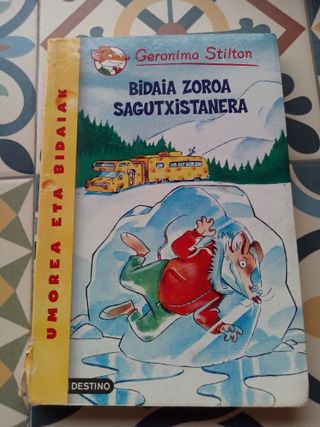 Geronimo Stilton
BIDAIA ZOROA
SAGUTXISTANERA
UMOREA ETA BIDAIAK
DESTINO